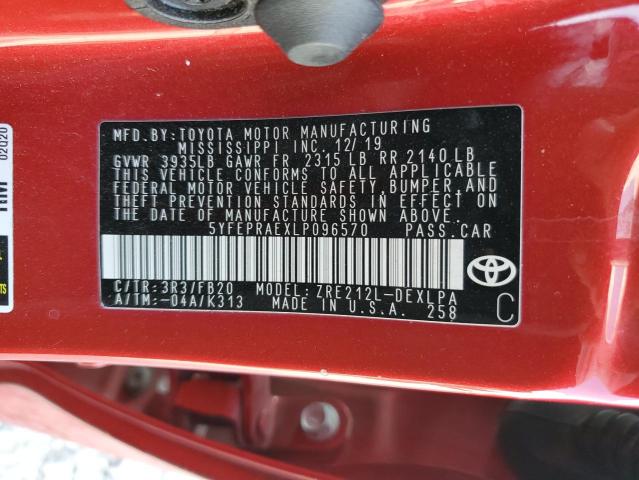 MFD.BY:TOYOTA MOTOR MANUFACTURING
MISSISSIPPI INC. 12/19
GVWR 3935LB GAWR FR 2315 LB RR 2140 LB
THIS VEHICLE CONFORMS TO ALL APPLICABLE
FEDERAL MOTOR VEHICLE SAFETY, BUMPER, AND
THEFT PREVENTION STANDARDS IN EFFECT ON
THE DATE OF MANUFACTURE SHOWN ABOVE.
5YFEPRAEXLP096570 PASS.CAR
C/TR:3R3/FB20 MODEL:ZRE212L-DEXLPA
A/TM:-04A/K313 MADE IN U.S.A. 258
C
TOYOTA
02Q20